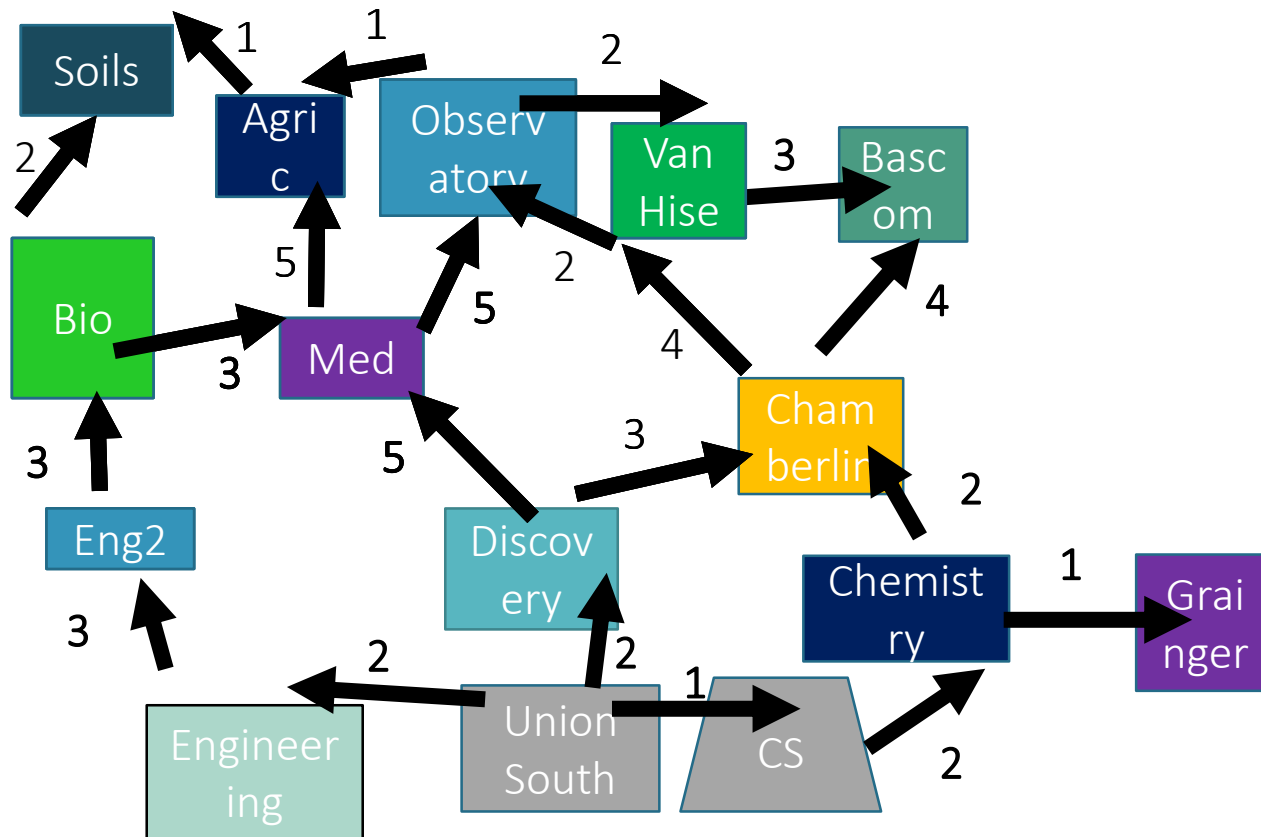 1
1
2
Soils
Agri
c
Observ
atory
Van
Hise
3
Basc
om
2
5
2
5
4
4
Bio
3
Med
3
5
3
Cham
berlin
2
Eng2
Discov
ery
Chemist
ry
1
Grai
nger
3
2
2
1
Engineer
ing
Union
South
CS
2